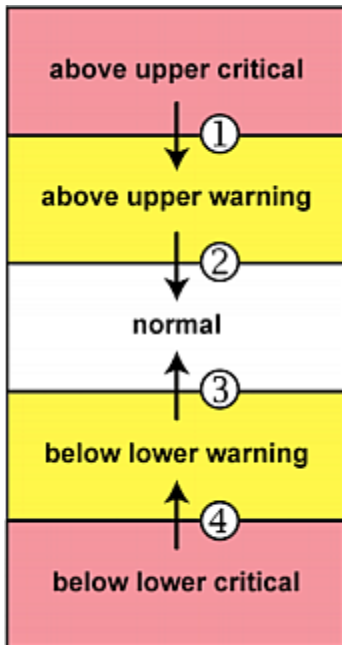 above upper critical
①
above upper warning
②
normal
③
below lower warning
④
below lower critical